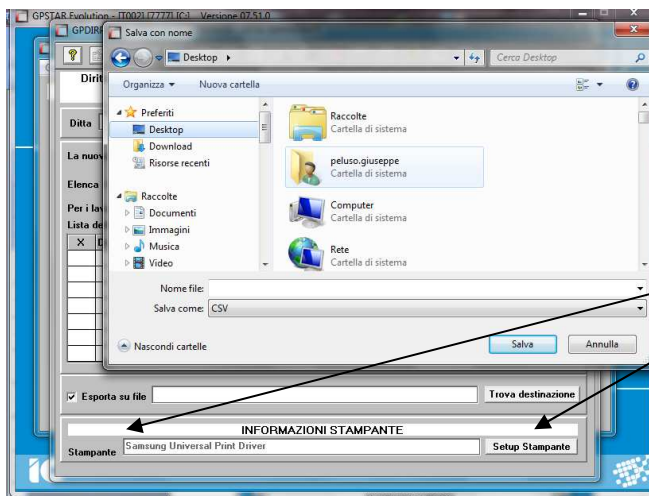 GPSTAR Evolution - [T002] [7777] [C:] Versione 07.51.0
GPDIRR
Salva con nome
Desktop
Cerca Desktop
Organizza
Nuova cartella
Dirit
Preferiti
Desktop
Download
Risorse recenti
Raccolte
Documenti
Immagini
Musica
Video
Raccolte
Cartella di sistema
peluso.giuseppe
Cartella di sistema
Computer
Cartella di sistema
Rete
Cartella di sistema
Ditta
La nuov
Elenca
Per i lav
Lista de
X
Nome file:
Salva come: CSV
Nascondi cartelle
Salva
Annulla
Esporta su file
Trova destinazione
INFORMAZIONI STAMPANTE
Stampante
Samsung Universal Print Driver
Setup Stampante